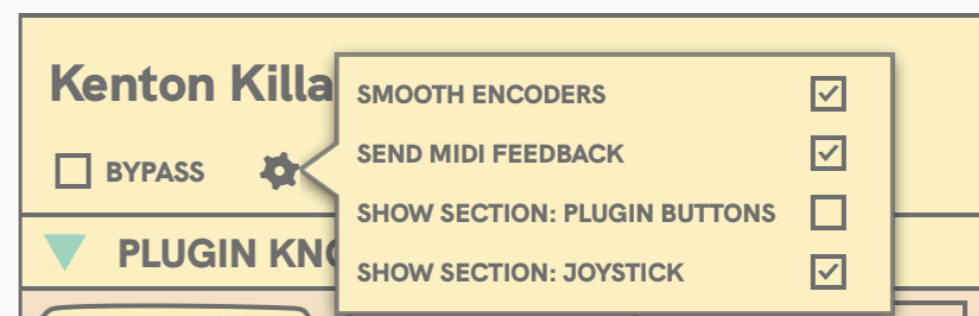 Kenton Killa
SMOOTH ENCODERS
SEND MIDI FEEDBACK
BYPASS
SHOW SECTION: PLUGIN BUTTONS
PLUGIN KNO
SHOW SECTION: JOYSTICK